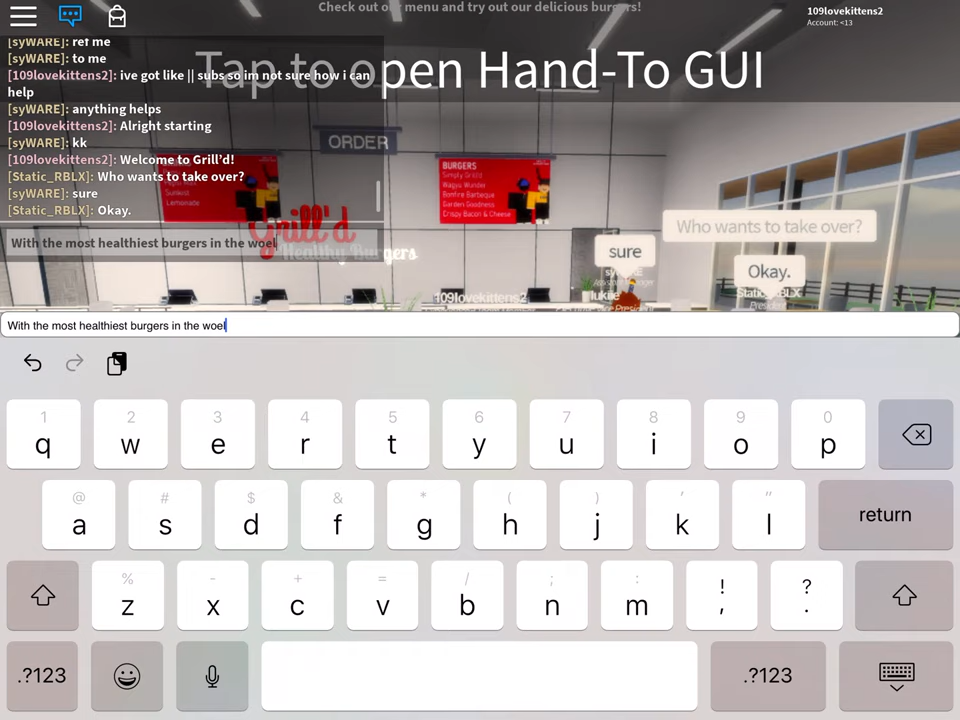 Check out our menu and try out our delicious burgers!
109lovekittens2
Account: <13
Tap to open Hand-To GUI
[syWARE]: ref me
[syWARE]: to me
[109lovekittens2]: ive got like || subs so im not sure how i can
help
[syWARE]: anything helps
[109lovekittens2]: Alright starting
[syWARE]: kk
[109lovekittens2]: Welcome to Grill'd!
[Static_RBLX]: Who wants to take over?
[syWARE]: sure
[Static_RBLX]: Okay.
With the most healthiest burgers in the woel
ORDER
Lemonade
BURGERS
Simply Grill'd
Wagyu Wunder
Bonfire Barbeque
Garden Goodness
Crispy Bacon & Cheese
Grill'd
Healthy Burgers
Who wants to take over?
sure
Okay.
109lovekittens2
With the most healthiest burgers in the woel
1 2 3 4 5 6 7 8 9 0
q w e r t y u i o p
@ # $ & * ( ) ' "
a s d f g h j k l return
% - + = / ; : ! ?
z x c v b n m , .
.?123 .?123